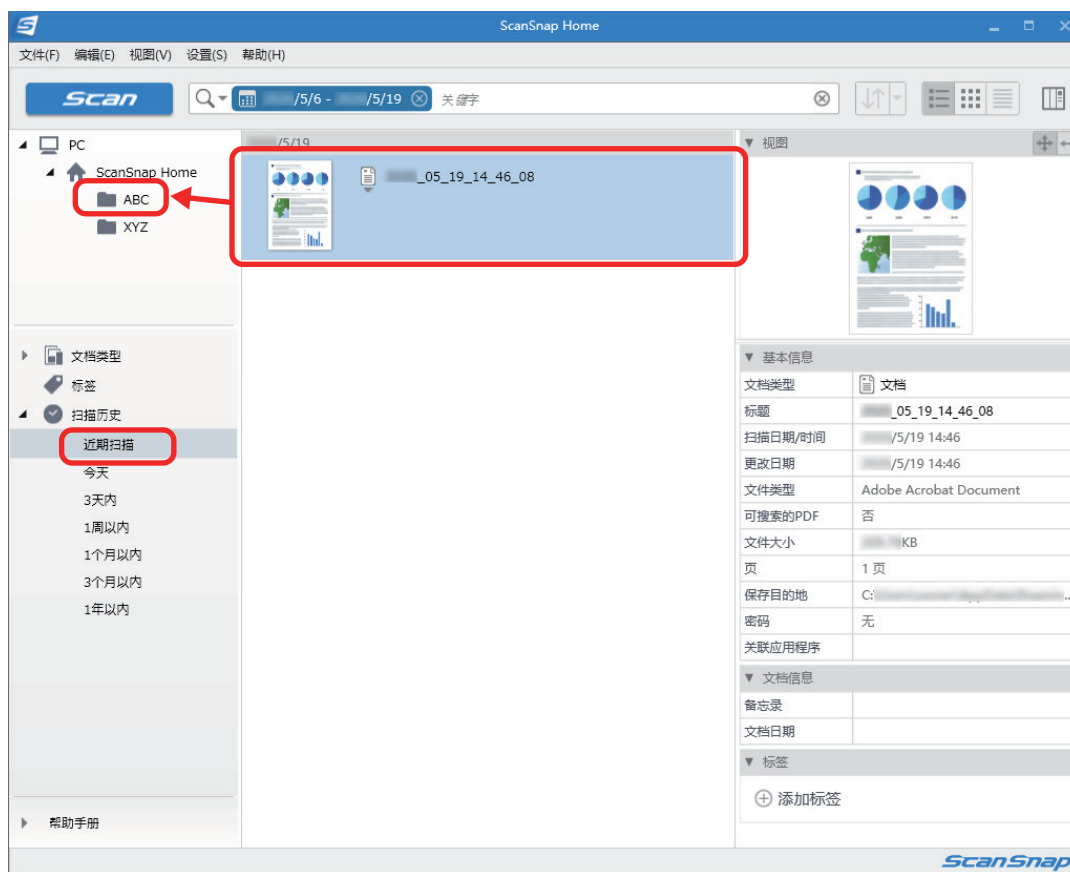 ScanSnap Home
文件(F) 编辑(E) 视图(V) 设置(S) 帮助(H)
Scan
/5/6 - /5/19 关键字
PC
ScanSnap Home
ABC
XYZ
文档类型
标签
扫描历史
近期扫描
今天
3天内
1周以内
1个月以内
3个月以内
1年以内
帮助手册
/5/19
_05_19_14_46_08
视图
基本信息
文档类型 文档
标题 _05_19_14_46_08
扫描日期/时间 /5/19 14:46
更改日期 /5/19 14:46
文件类型 Adobe Acrobat Document
可搜索的PDF 否
文件大小 KB
页 1 页
保存目的地 C: ...
密码 无
关联应用程序
文档信息
备忘录
文档日期
标签
添加标签
ScanSnap